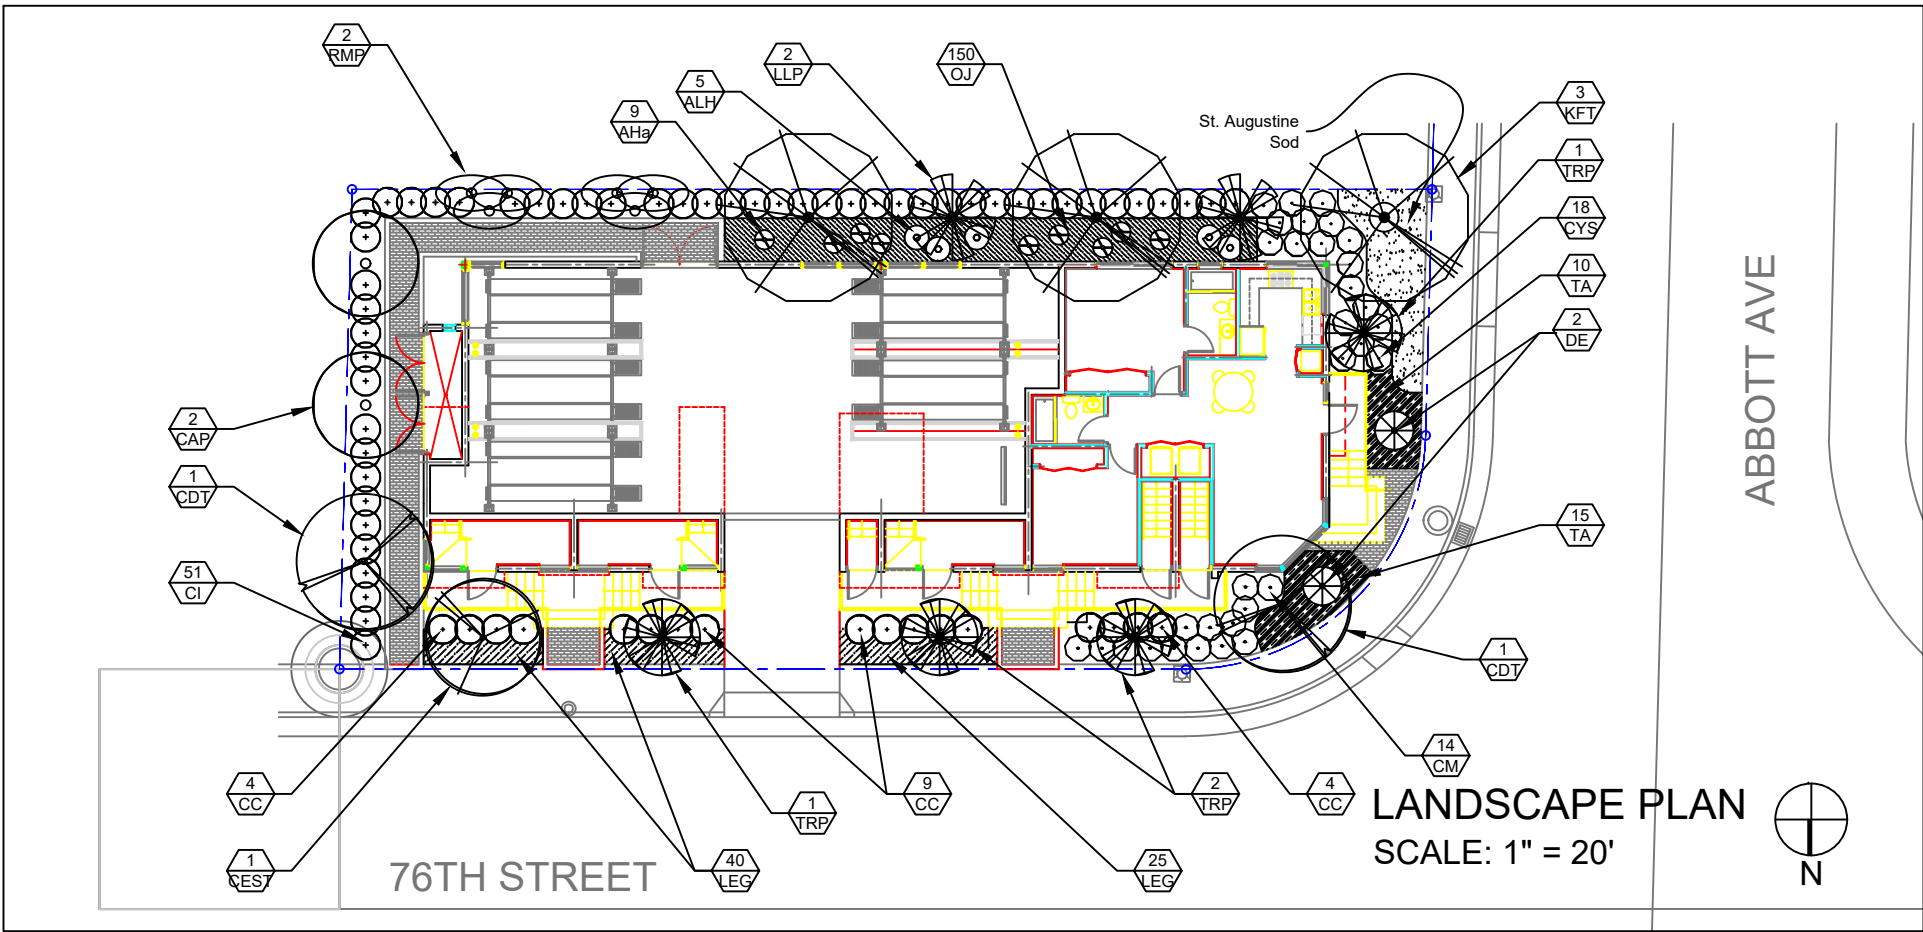 2
RMP
2
LLP
150
OJ
5
ALH
9
AHa
St. Augustine
Sod
3
KFT
1
TRP
18
CYS
10
TA
2
DE
2
CAP
1
CDT
51
CI
15
TA
1
CDT
14
CM
4
CC
1
CEST
1
TRP
40
LEG
9
CC
25
LEG
2
TRP
4
CC
ABBOTT AVE
76TH STREET
LANDSCAPE PLAN
SCALE: 1" = 20'
N